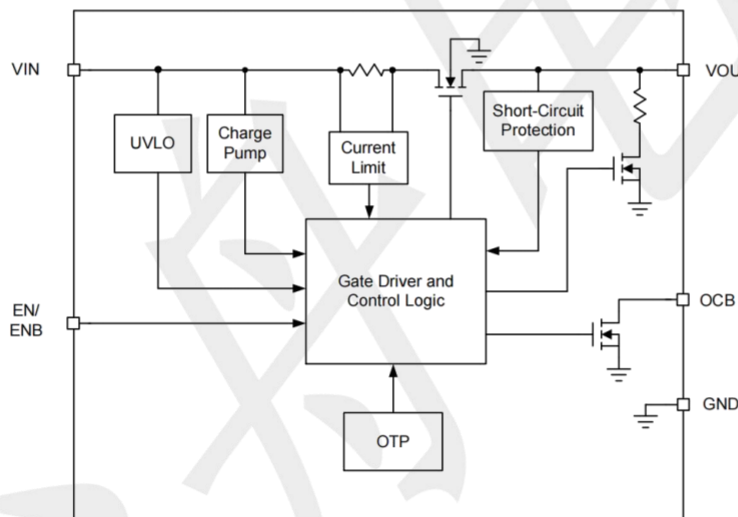 VIN
VOU
UVLO
Charge
Pump
Current
Limit
Short-Circuit
Protection
Gate Driver and
Control Logic
EN/
ENB
OCB
GND
OTP